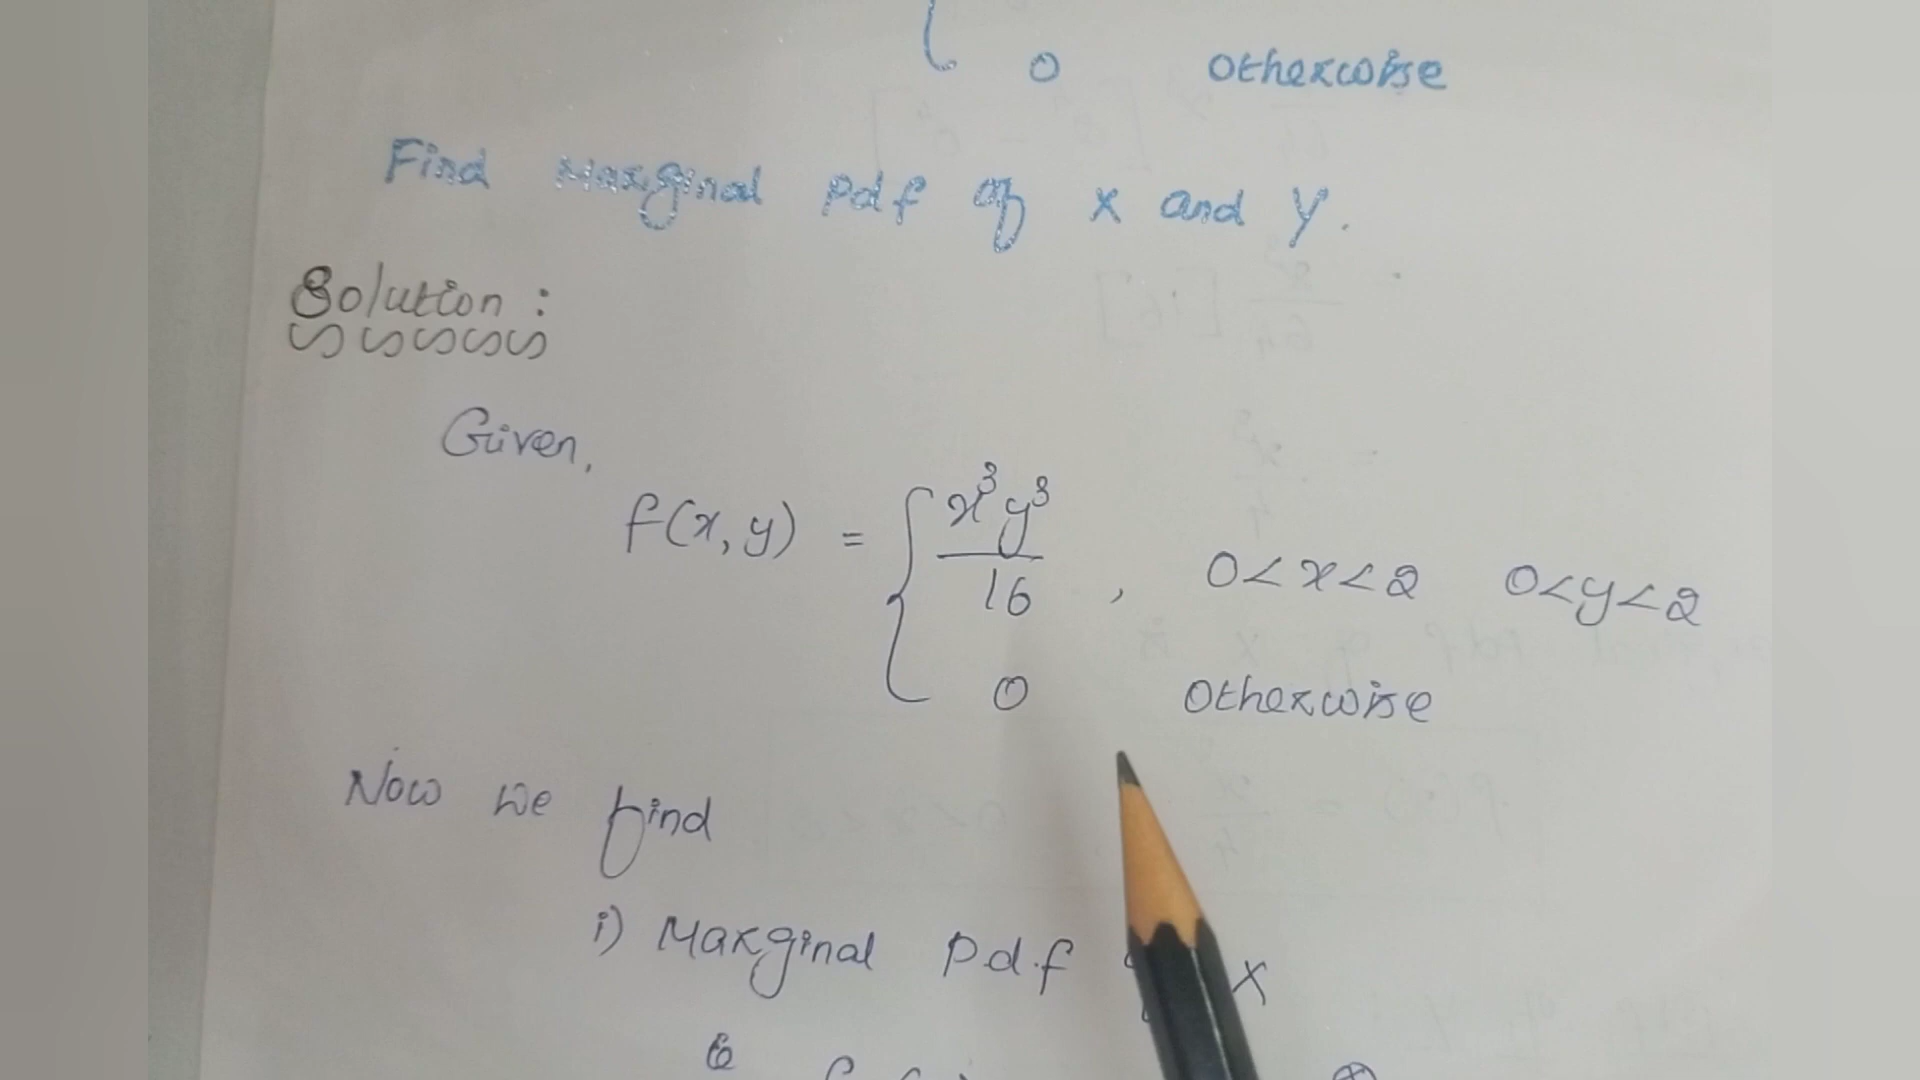 0 otherwise
Find Marginal Pdf of X and Y.
Solution :
Given,
f(x, y) = { x³y³ / 16 , 0<x<2 0<y<2
0 otherwise
Now we find
i) Marginal P.d.f X